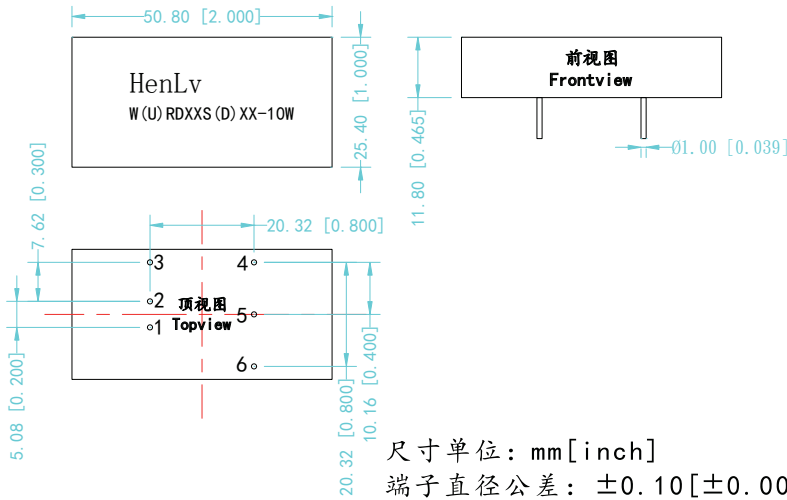 50.80 [2.000]
HenLv
W(U)RDXXS(D)XX-10W
25.40 [1.000]
前视图
Frontview
11.80 [0.465]
Ø1.00 [0.039]
7.62 [0.300]
20.32 [0.800]
3
4
2
顶视图
5
1
Topview
6
5.08 [0.200]
20.32 [0.800]
10.16 [0.400]
尺寸单位：mm[inch]
端子直径公差：±0.10[±0.00